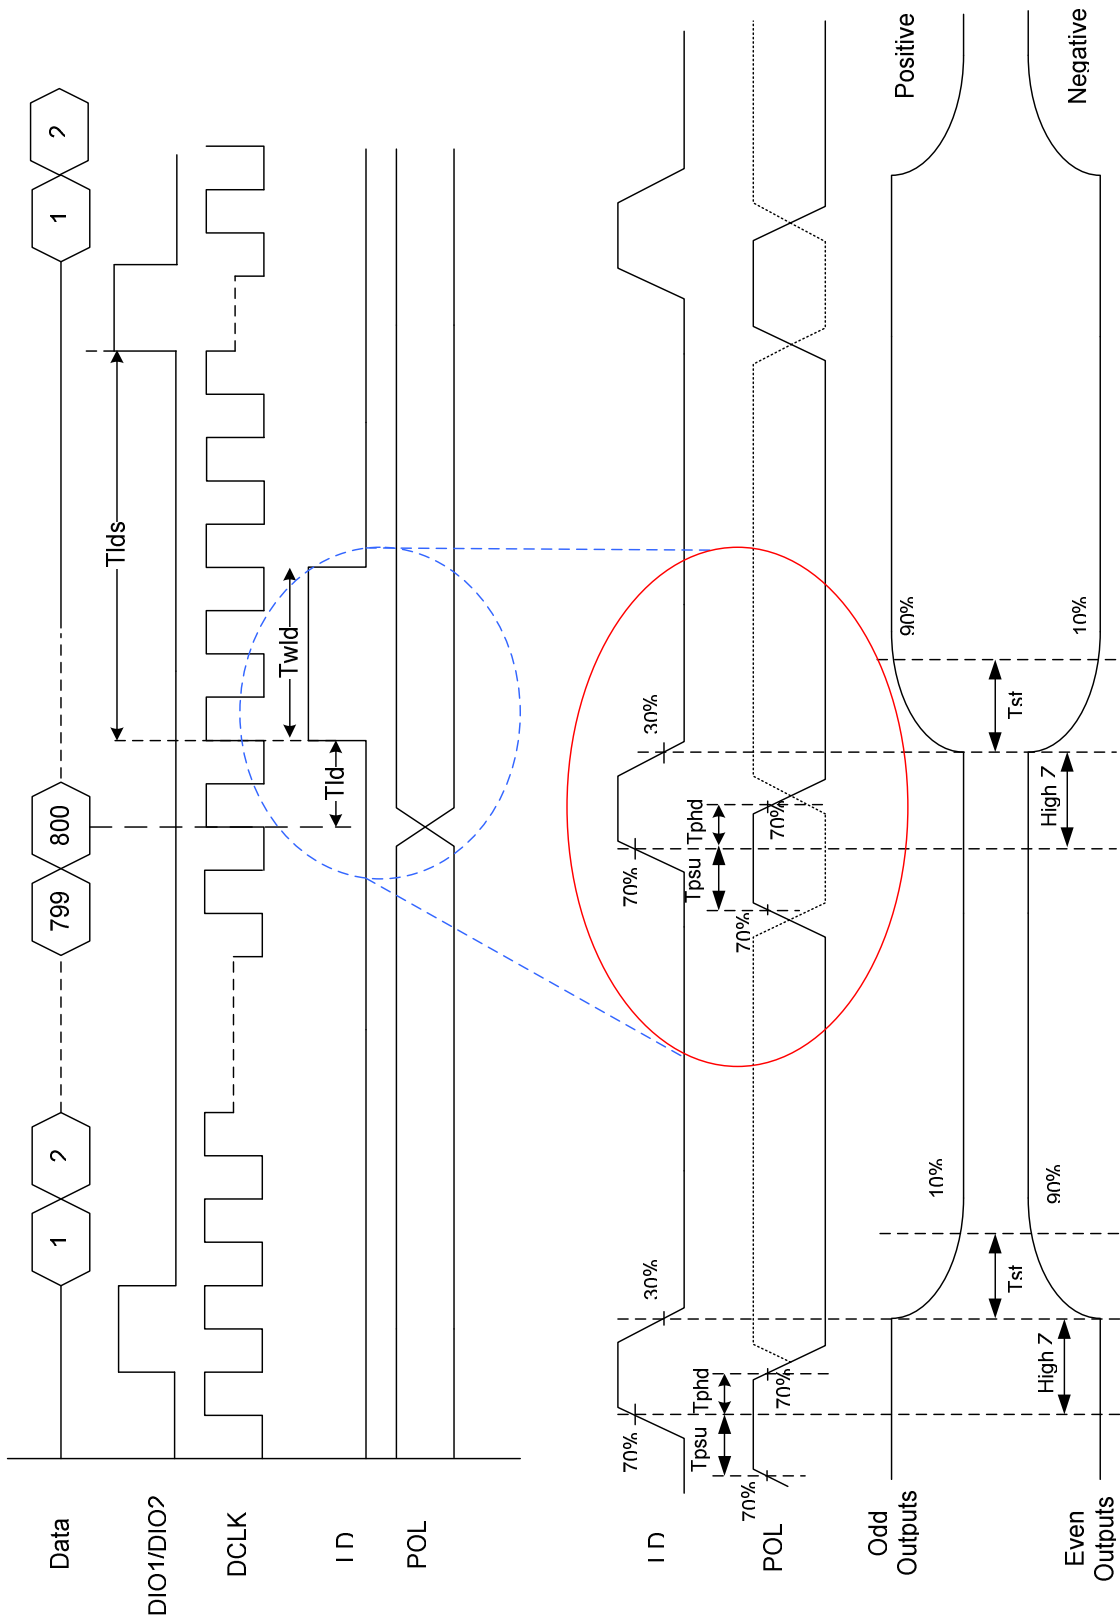 Data
1
2
799
800
1
2
DIO1/DIO2
Tlds
DCLK
Twld
Tld
I D
POL
I D
70%
30%
70%
30%
Tpsu
Tphd
Tpsu
Tphd
POL
70%
70%
70%
70%
Odd
Outputs
10%
90%
Positive
Tst
Tst
High 7
High 7
90%
10%
Negative
Even
Outputs